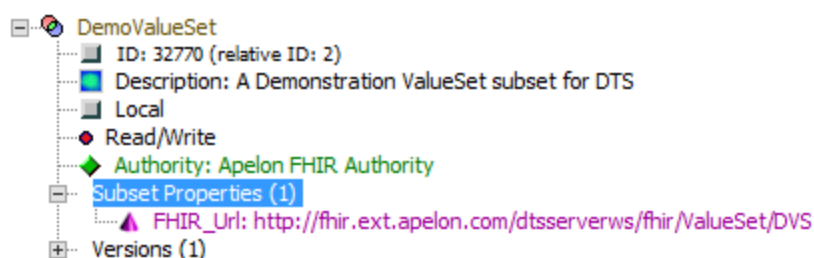 DemoValueSet
ID: 32770 (relative ID: 2)
Description: A Demonstration ValueSet subset for DTS
Local
Read/Write
Authority: Apelon FHIR Authority
Subset Properties (1)
FHIR_Url: http://fhir.ext.apelon.com/dtsserverws/fhir/ValueSet/DVS
Versions (1)